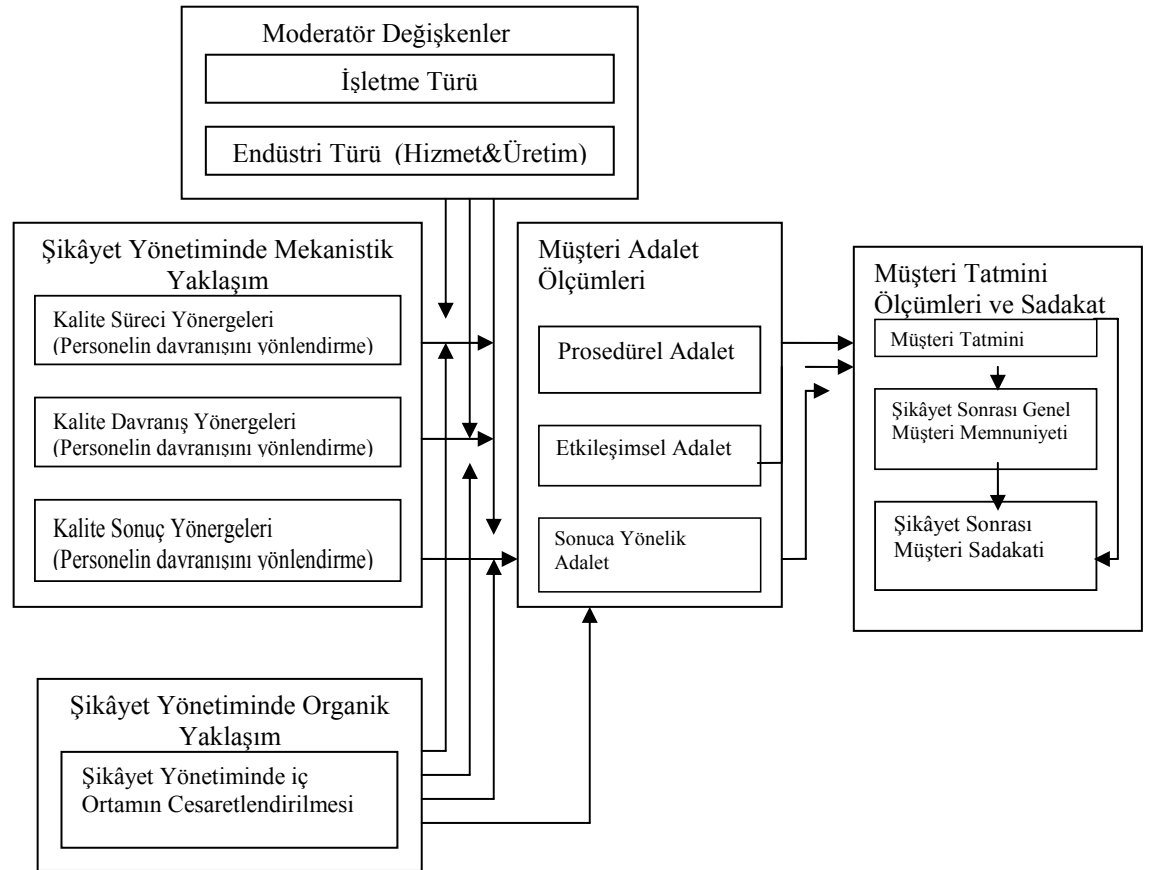 Moderatör Değişkenler
İşletme Türü
Endüstri Türü (Hizmet&Üretim)
Şikâyet Yönetiminde Mekanistik
Yaklaşım
Kalite Süreci Yönergeleri
(Personelin davranışını yönlendirme)
Kalite Davranış Yönergeleri
(Personelin davranışını yönlendirme)
Kalite Sonuç Yönergeleri
(Personelin davranışını yönlendirme)
Müşteri Adalet
Ölçümleri
Prosedürel Adalet
Etkileşimsel Adalet
Sonuca Yönelik
Adalet
Müşteri Tatmini
Ölçümleri ve Sadakat
Müşteri Tatmini
Şikâyet Sonrası Genel
Müşteri Memnuniyeti
Şikâyet Sonrası
Müşteri Sadakati
Şikâyet Yönetiminde Organik
Yaklaşım
Şikâyet Yönetiminde iç
Ortamın Cesaretlendirilmesi